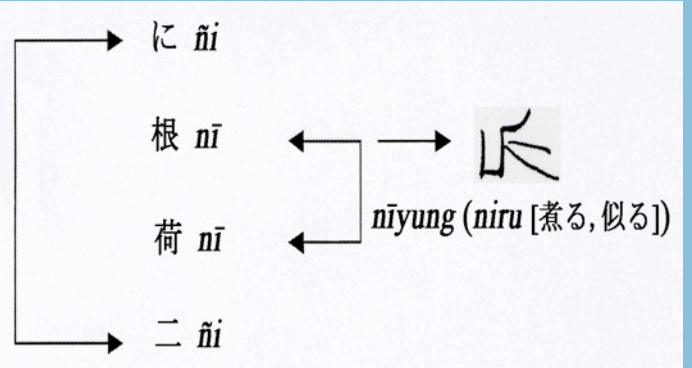 に ñi
根 nī
荷 nī
nīyung (niru [煮る,似る])
二 ñi